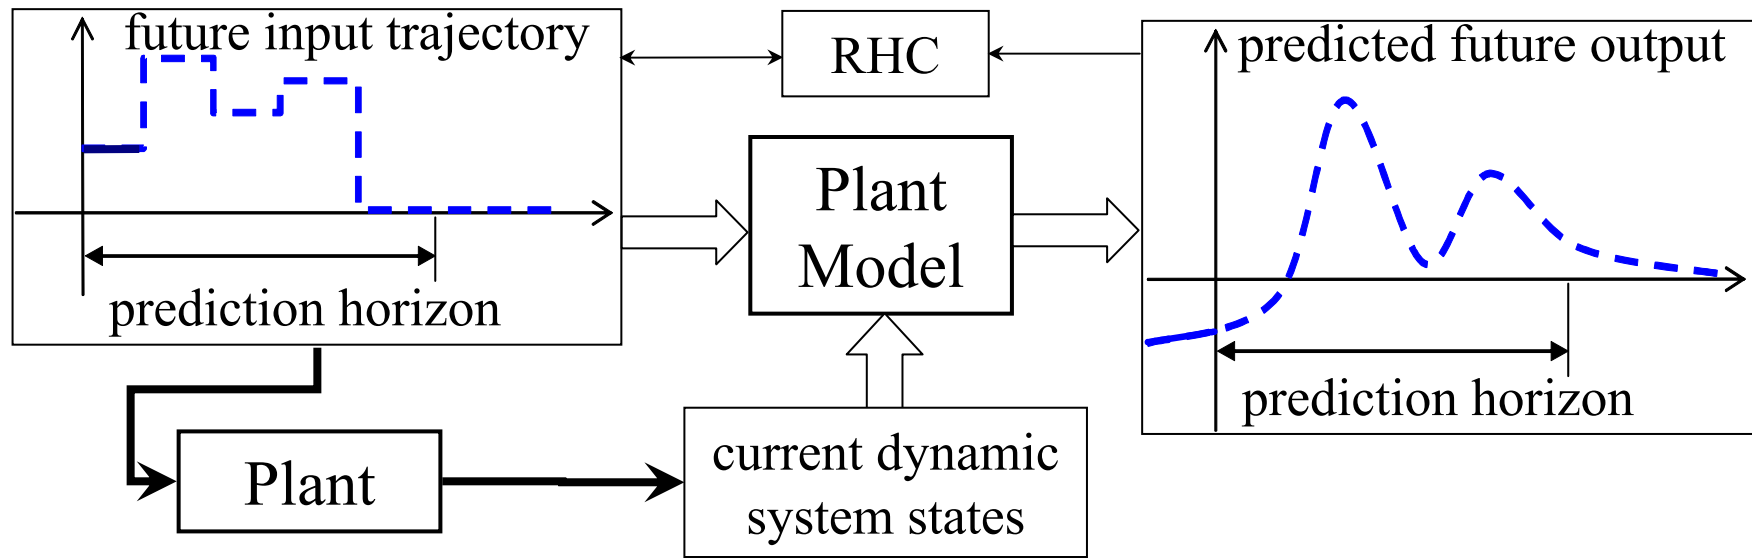 future input trajectory
RHC
predicted future output
Plant
Model
prediction horizon
prediction horizon
current dynamic
system states
Plant